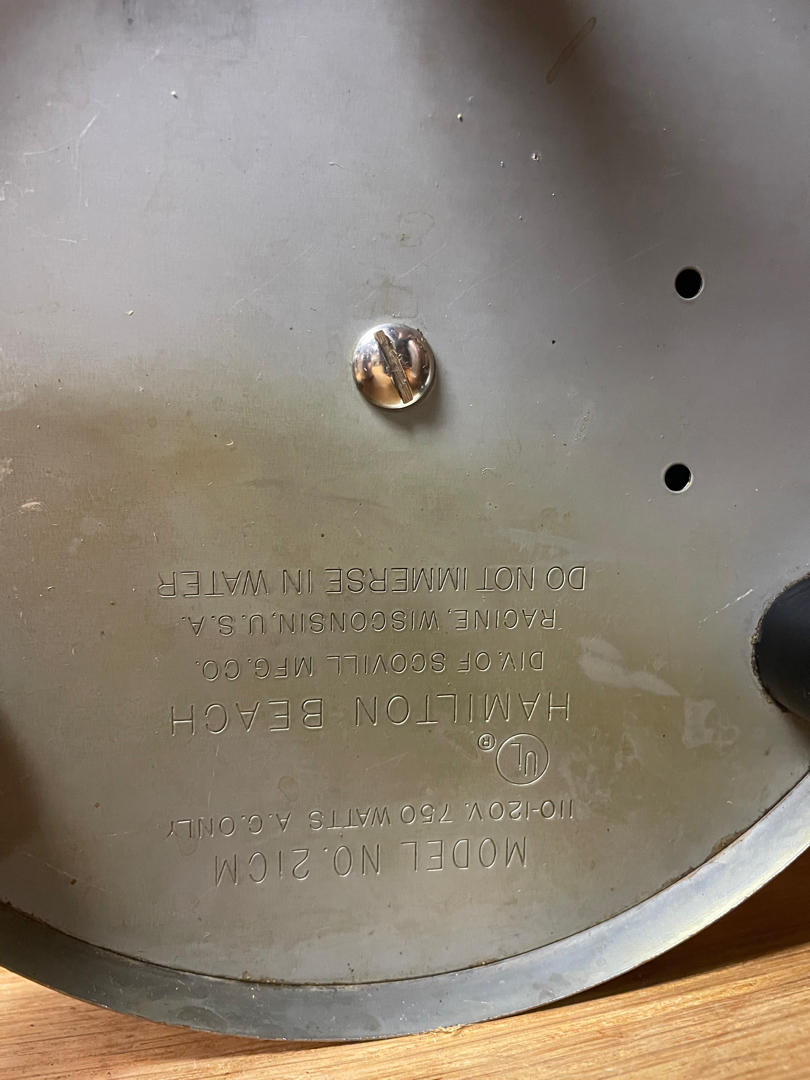 MODEL NO. 21CM
110-120V. 750 WATTS A.C. ONLY
UL ®
HAMILTON BEACH
DIV. OF SCOVILL MFG. CO.
RACINE, WISCONSIN, U.S.A.
DO NOT IMMERSE IN WATER